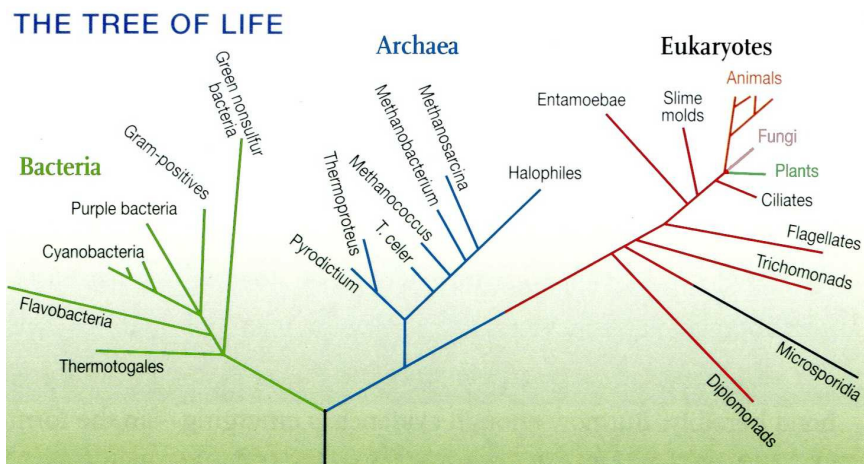 THE TREE OF LIFE
Archaea
Eukaryotes
Bacteria
Green nonsulfur
bacteria
Gram-positives
Purple bacteria
Cyanobacteria
Flavobacteria
Thermotogales
Pyrodictium
Thermoproteus
T. celer
Methanococcus
Methanobacterium
Methanosarcina
Halophiles
Entamoebae
Slime
molds
Animals
Fungi
Plants
Ciliates
Flagellates
Trichomonads
Microsporidia
Diplomonads